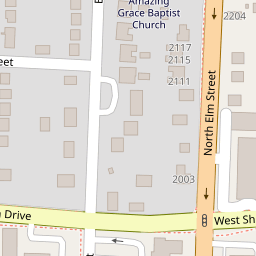 Amazing
Grace Baptist
Church
2204
2117
2115
2111
North Elm Street
2003
Drive
West Sh